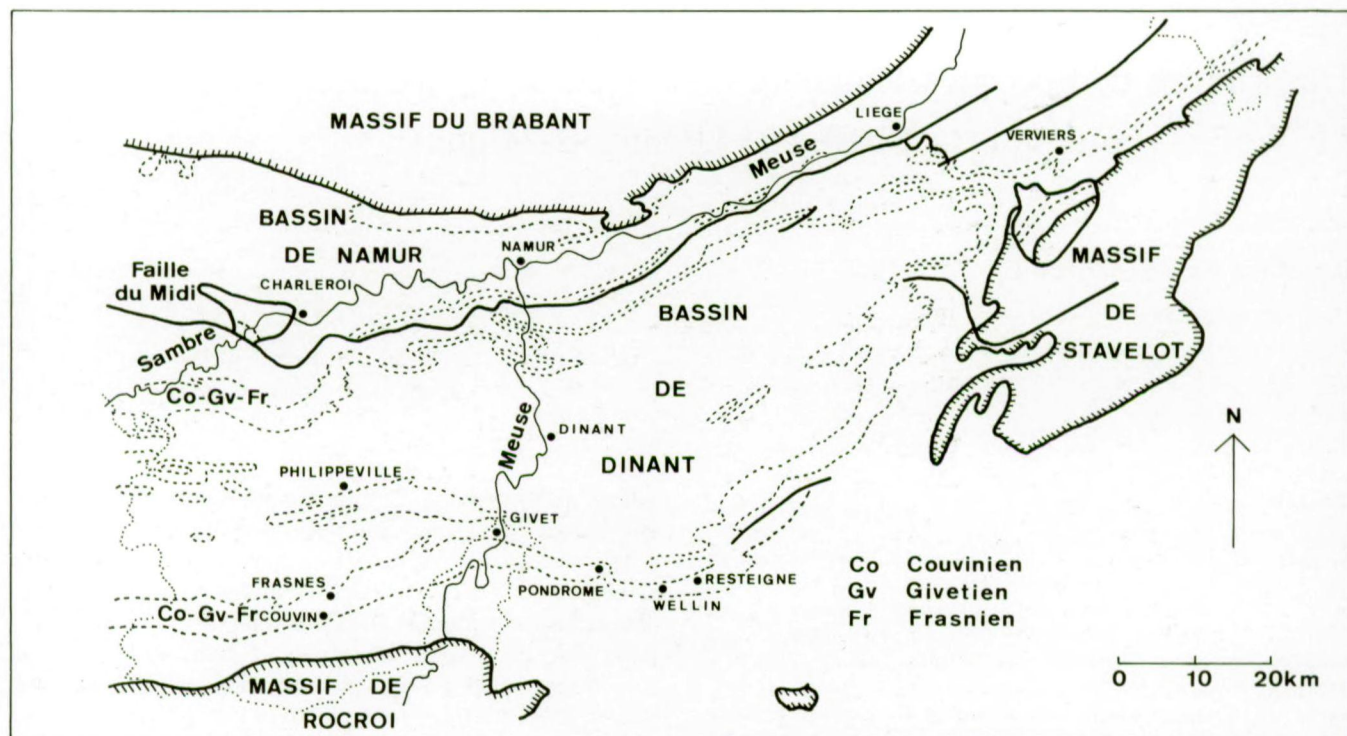 MASSIF DU BRABANT
LIEGE
VERVIERS
Meuse
BASSIN
DE NAMUR
NAMUR
Faille
du Midi
CHARLEROI
MASSIF
DE
STAVELOT
BASSIN
DE
DINANT
Sambre
Co-Gv-Fr
Meuse
DINANT
N
PHILIPPEVILLE
GIVET
FRASNES
Co-Gv-Fr COUVIN
PONDROME
RESTEIGNE
WELLIN
Co Couvinien
Gv Givetien
Fr Frasnien
MASSIF DE
ROCROI
0 10 20km